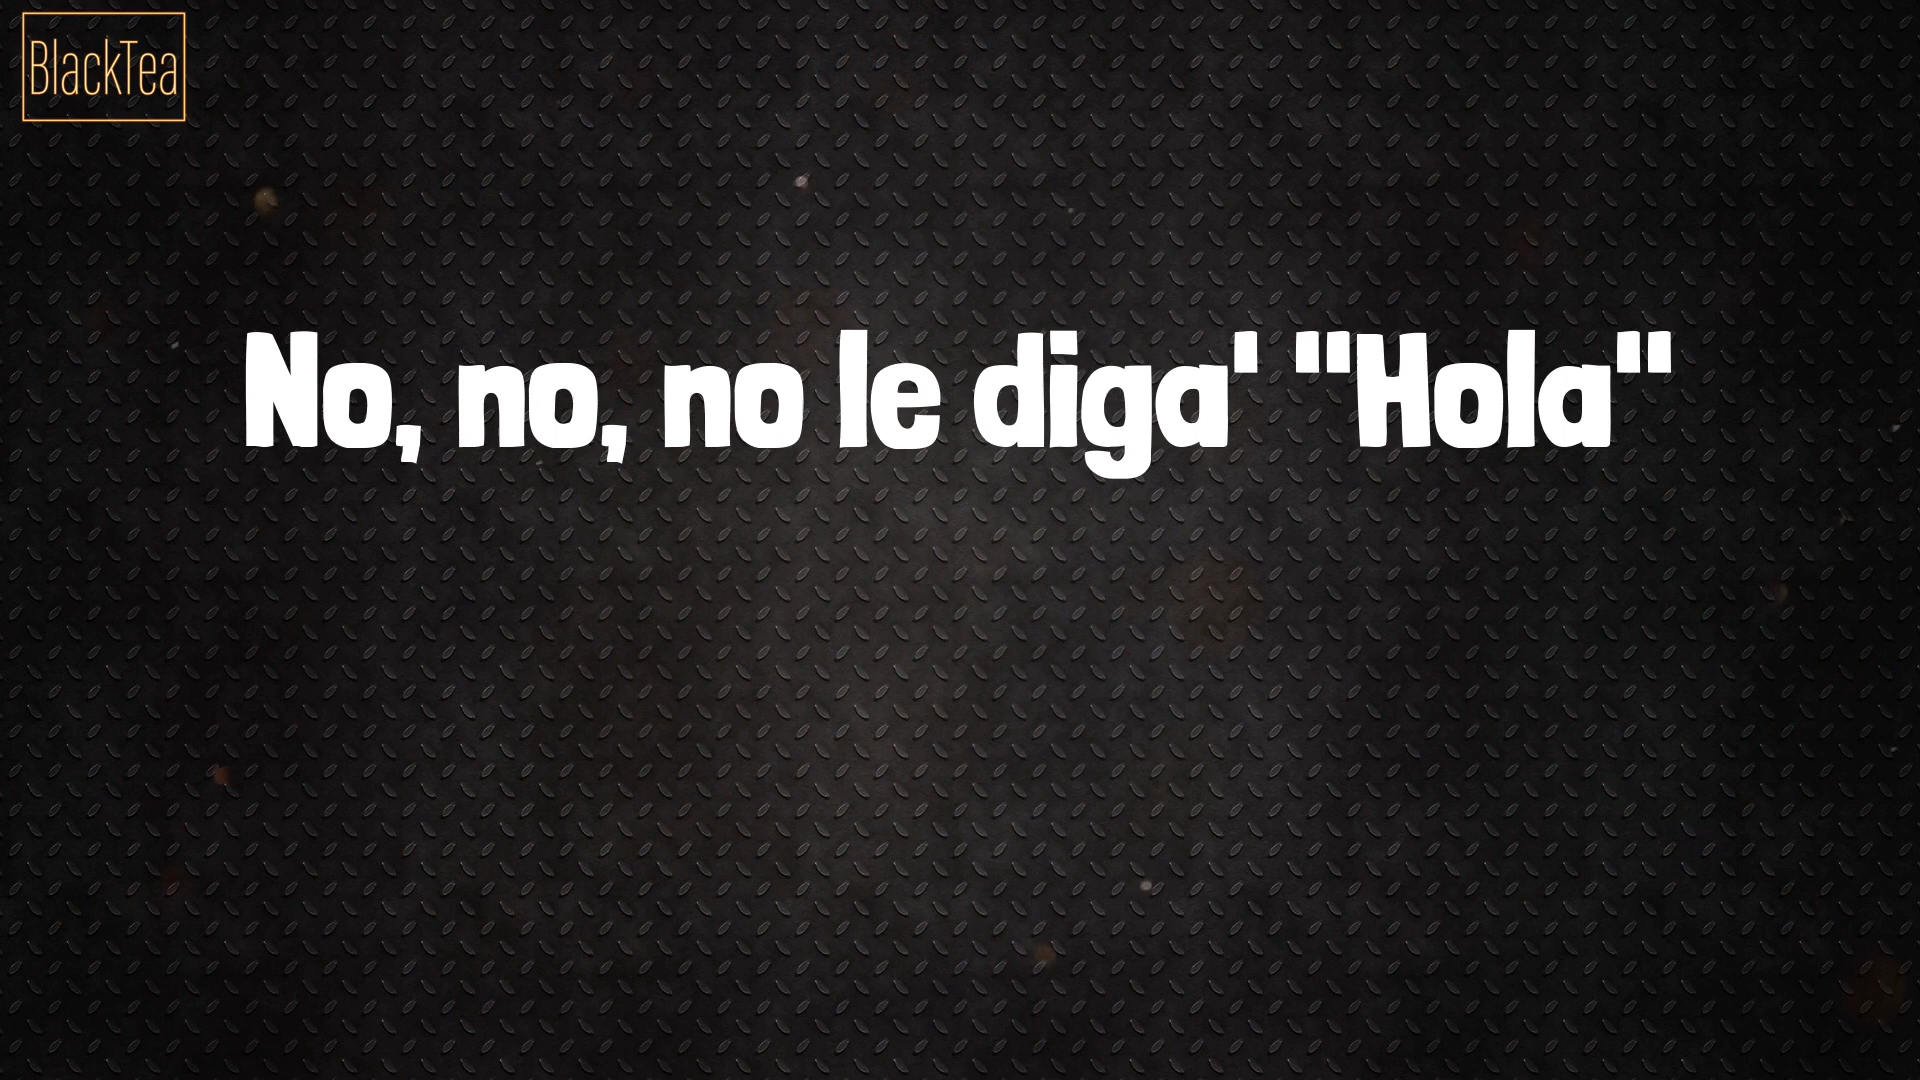 BlackTea
No, no, no le diga' "Hola"